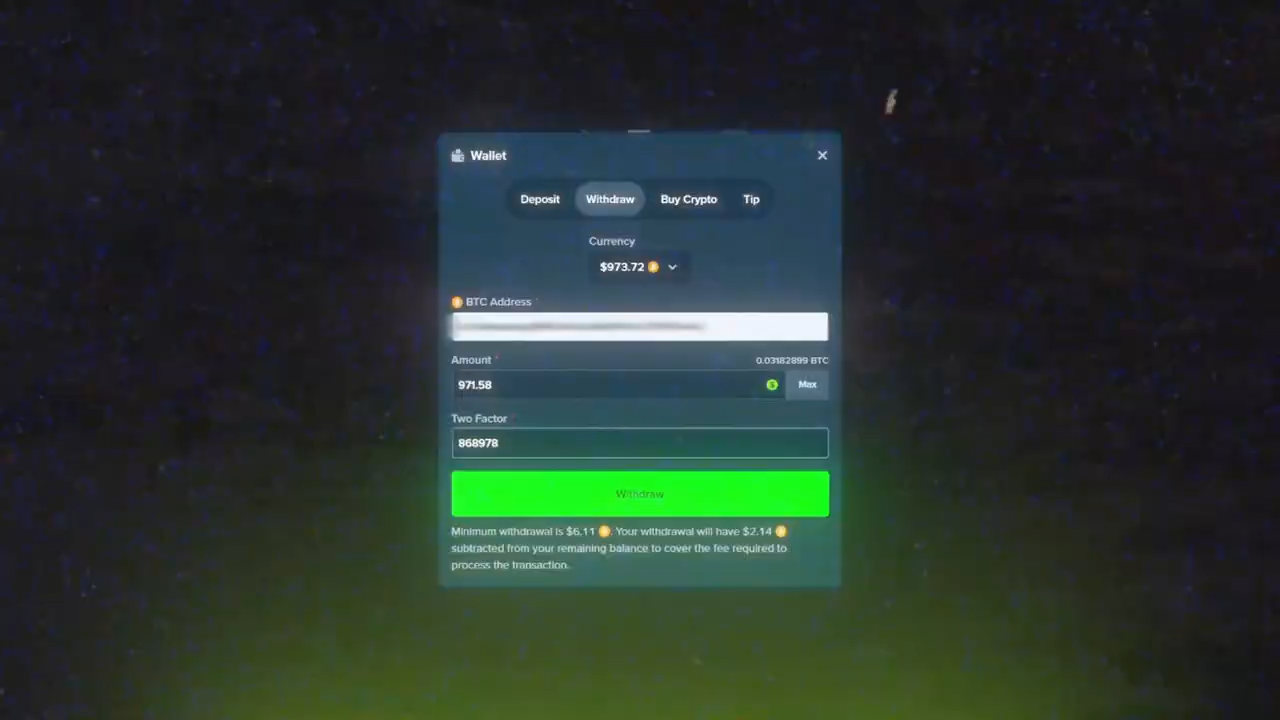 Wallet
Deposit Withdraw Buy Crypto Tip
Currency
$973.72
BTC Address *
Amount * 0.03182899 BTC
971.58 Max
Two Factor
868978
Withdraw
Minimum withdrawal is $6.11 . Your withdrawal will have $2.14
subtracted from your remaining balance to cover the fee required to
process the transaction.